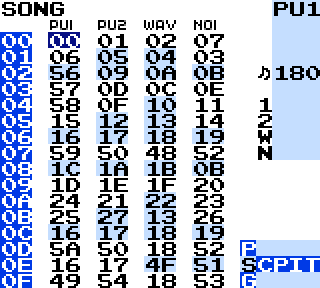 SONG PU1
PU1 PU2 WAV NOI
00 00 01 02 07
01 06 05 04 03
02 56 09 0A 0B ♫180
03 57 0D 0C 0E
04 58 0F 10 11 1
05 15 12 13 14 2
06 16 17 18 19 W
07 59 50 48 52 N
08 1C 1A 1B 0B
09 1D 1E 1F 20
0A 24 21 22 23
0B 25 27 13 26
0C 16 17 18 19
0D 5A 50 18 52 P
0E 16 17 4F 51 SCPIT
0F 49 54 18 53 G